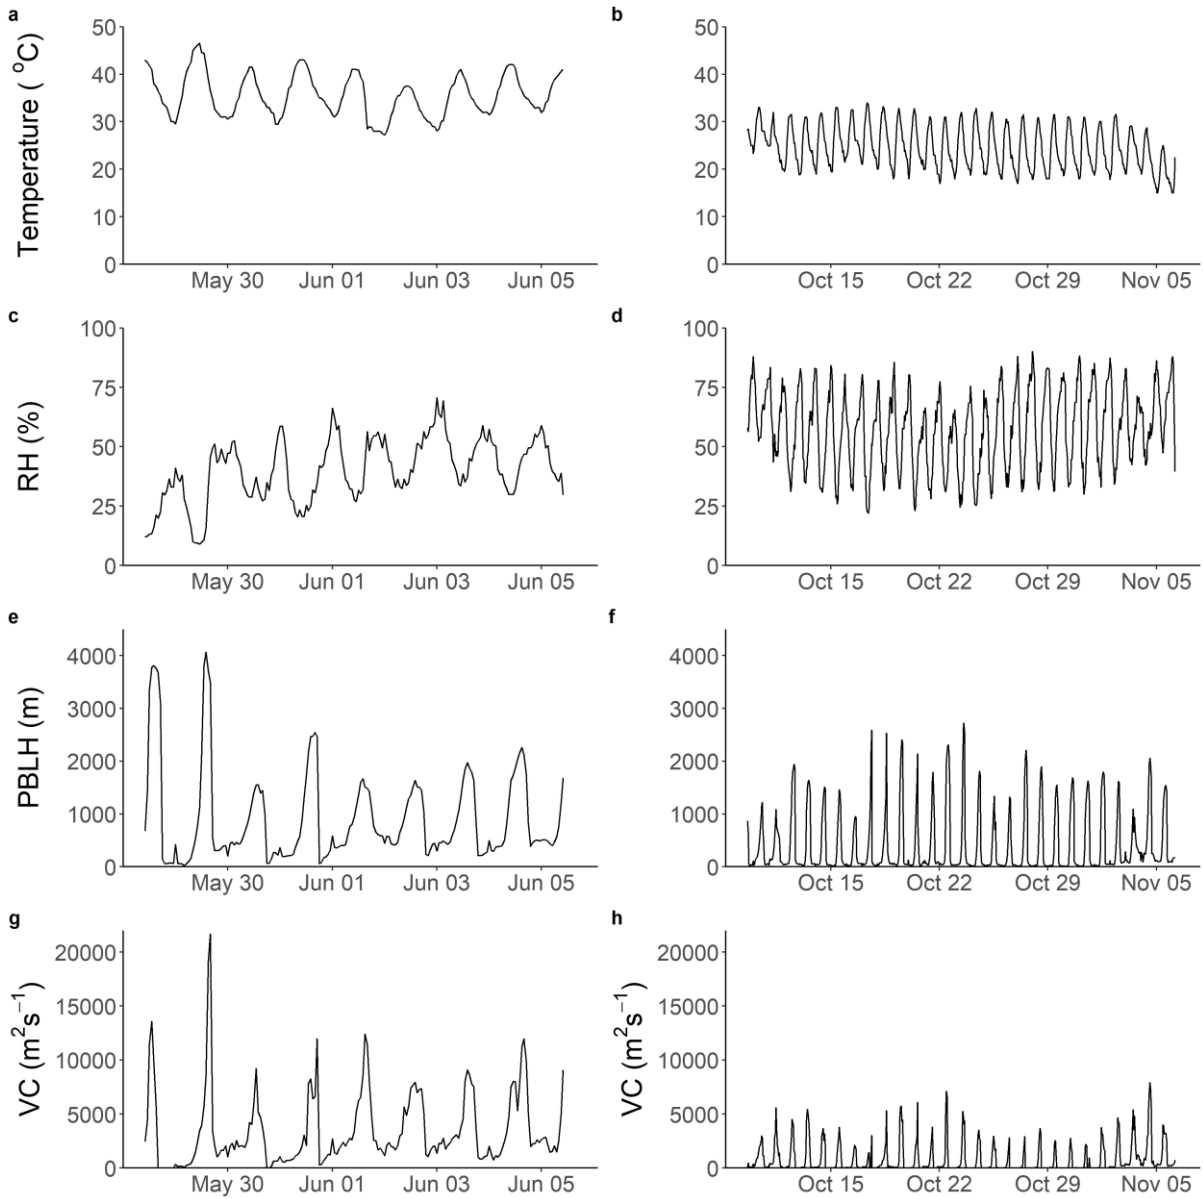 a
b
Temperature ( °C)
50
40
30
20
10
0
May 30 Jun 01 Jun 03 Jun 05
50
40
30
20
10
0
Oct 15 Oct 22 Oct 29 Nov 05
c
d
RH (%)
100
75
50
25
0
May 30 Jun 01 Jun 03 Jun 05
100
75
50
25
0
Oct 15 Oct 22 Oct 29 Nov 05
e
f
PBLH (m)
4000
3000
2000
1000
0
May 30 Jun 01 Jun 03 Jun 05
4000
3000
2000
1000
0
Oct 15 Oct 22 Oct 29 Nov 05
g
h
VC (m²s⁻¹)
20000
15000
10000
5000
0
May 30 Jun 01 Jun 03 Jun 05
VC (m²s⁻¹)
20000
15000
10000
5000
0
Oct 15 Oct 22 Oct 29 Nov 05